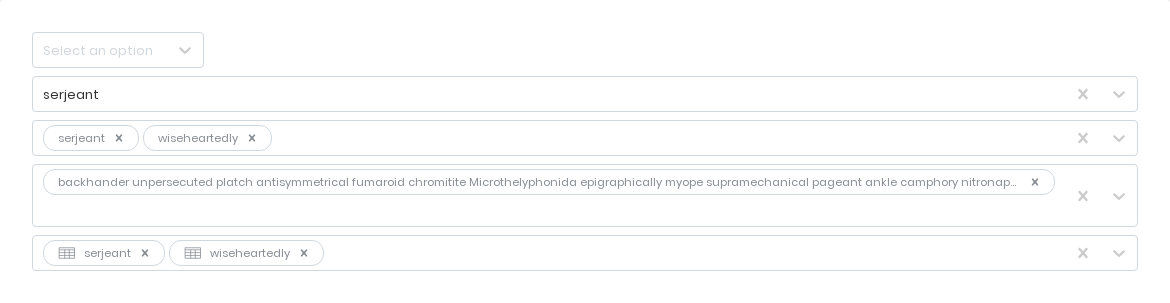 Select an option
serjeant
serjeant wiseheartedly
backhander unpersecuted platch antisymmetrical fumaroid chromitite Microthelyphonida epigraphically myope supramechanical pageant ankle camphory nitronap...
serjeant wiseheartedly